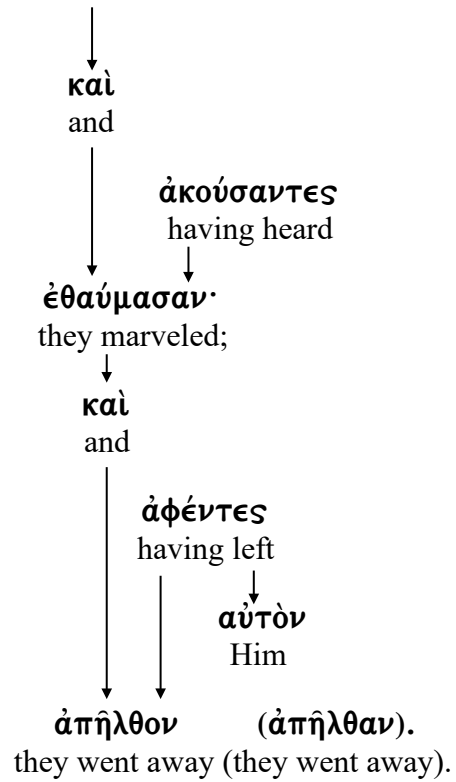 καὶ
and
ἀκούσαντες
having heard
ἐθαύμασαν·
they marveled;
καὶ
and
ἀφέντες
having left
αὐτὸν
Him
ἀπῆλθον (ἀπῆλθαν).
they went away (they went away).